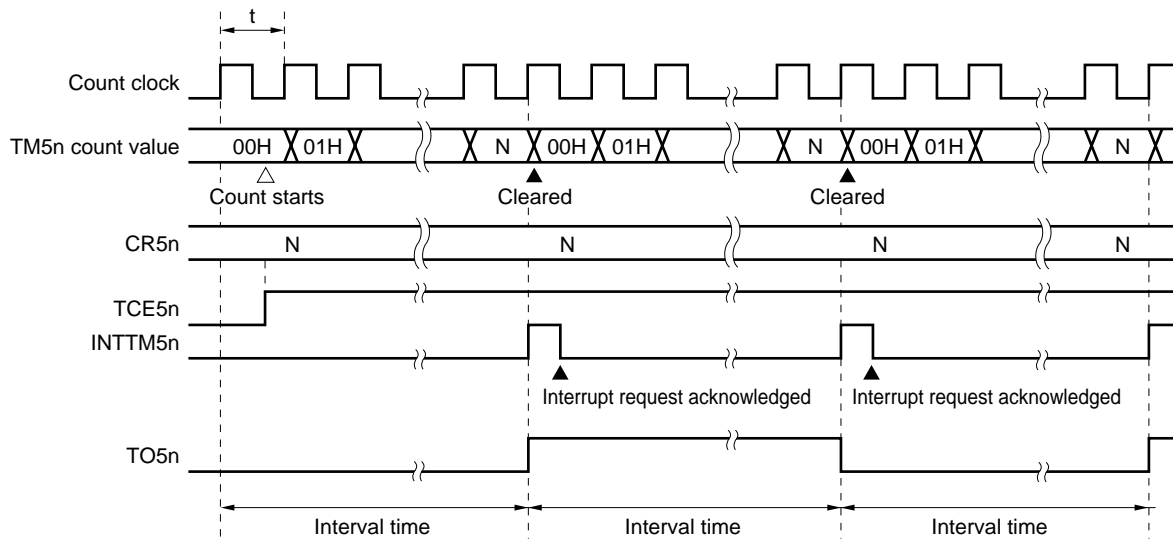 t
Count clock
TM5n count value 00H 01H N 00H 01H N 00H 01H N
Count starts Cleared Cleared
CR5n N N N N
TCE5n
INTTM5n
Interrupt request acknowledged Interrupt request acknowledged
TO5n
Interval time Interval time Interval time